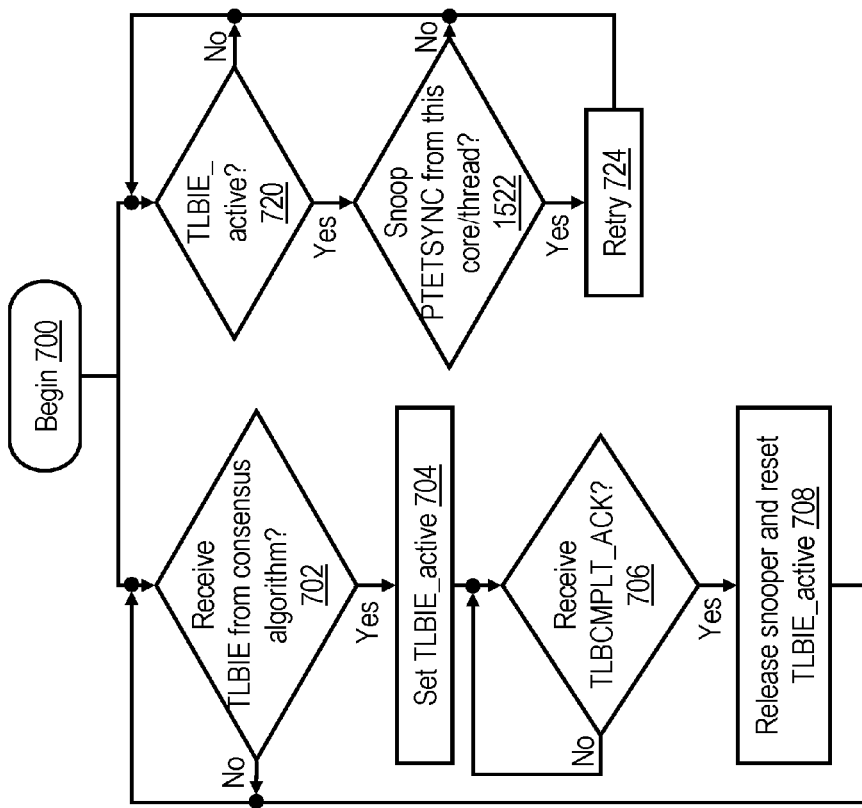 Begin 700
Receive
TLBIE from consensus
algorithm?
702
No
Yes
Set TLBIE_active 704
Receive
TLBCMPLT_ACK?
706
No
Yes
Release snooper and reset
TLBIE_active 708
TLBIE_
active?
720
No
Yes
Snoop
PTETSYNC from this
core/thread?
1522
No
Yes
Retry 724